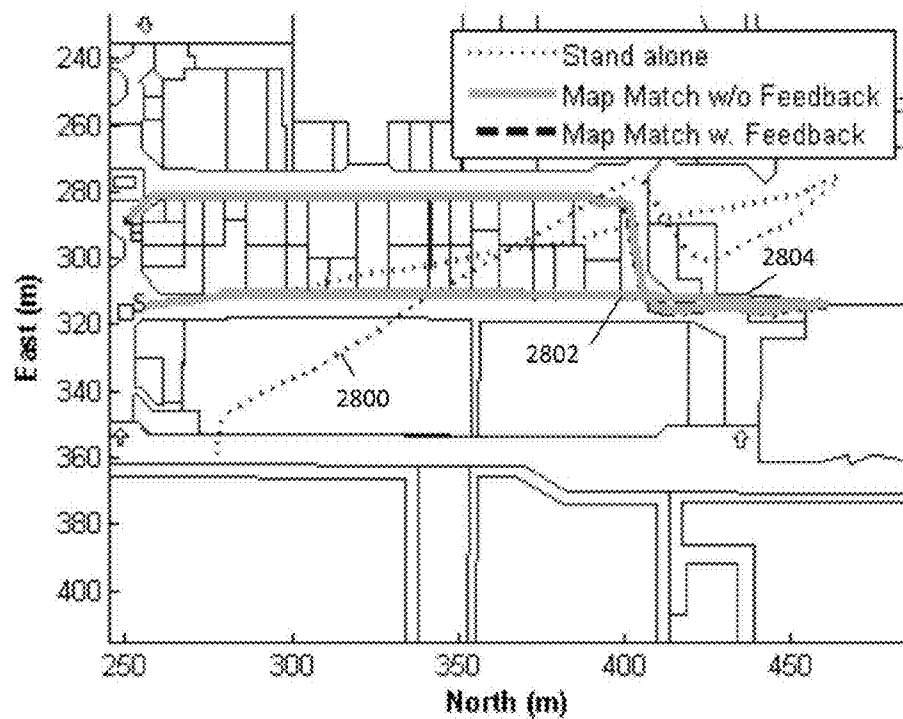 Stand alone
Map Match w/o Feedback
Map Match w. Feedback
240
260
280
300
320
340
360
380
400
East (m)
S
2804
2802
2800
250
300
350
400
450
North (m)